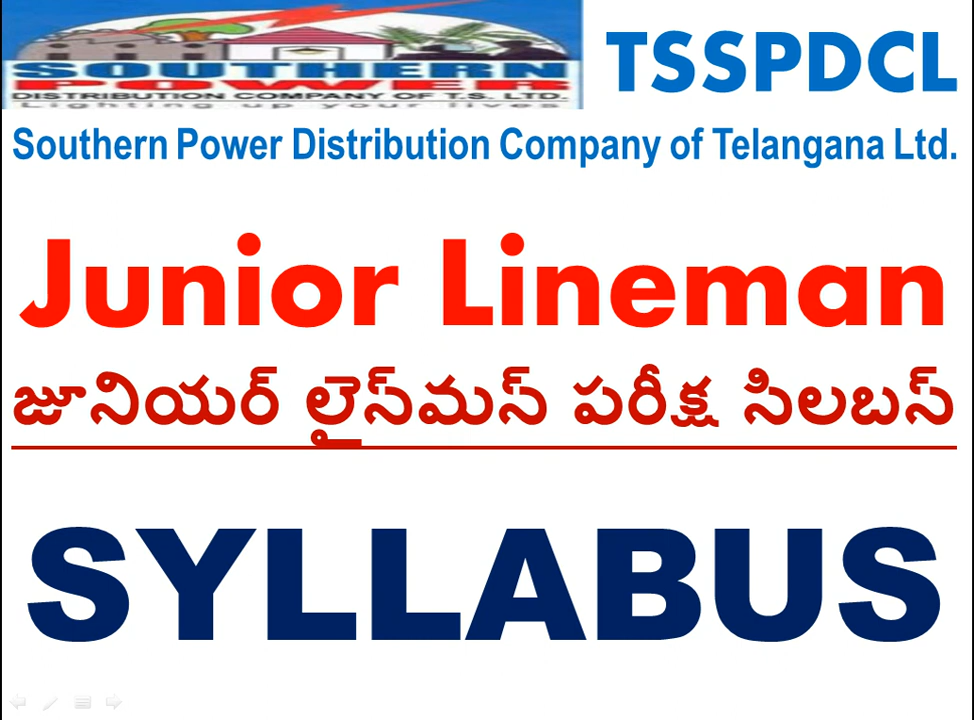 SOUTHERN
POWER
DISTRIBUTION COMPANY OF T.S. LTD.
Lighting up your lives
TSSPDCL
Southern Power Distribution Company of Telangana Ltd.
Junior Lineman
జూనియర్ లైస్‌మస్ పరీక్ష సిలబస్
SYLLABUS